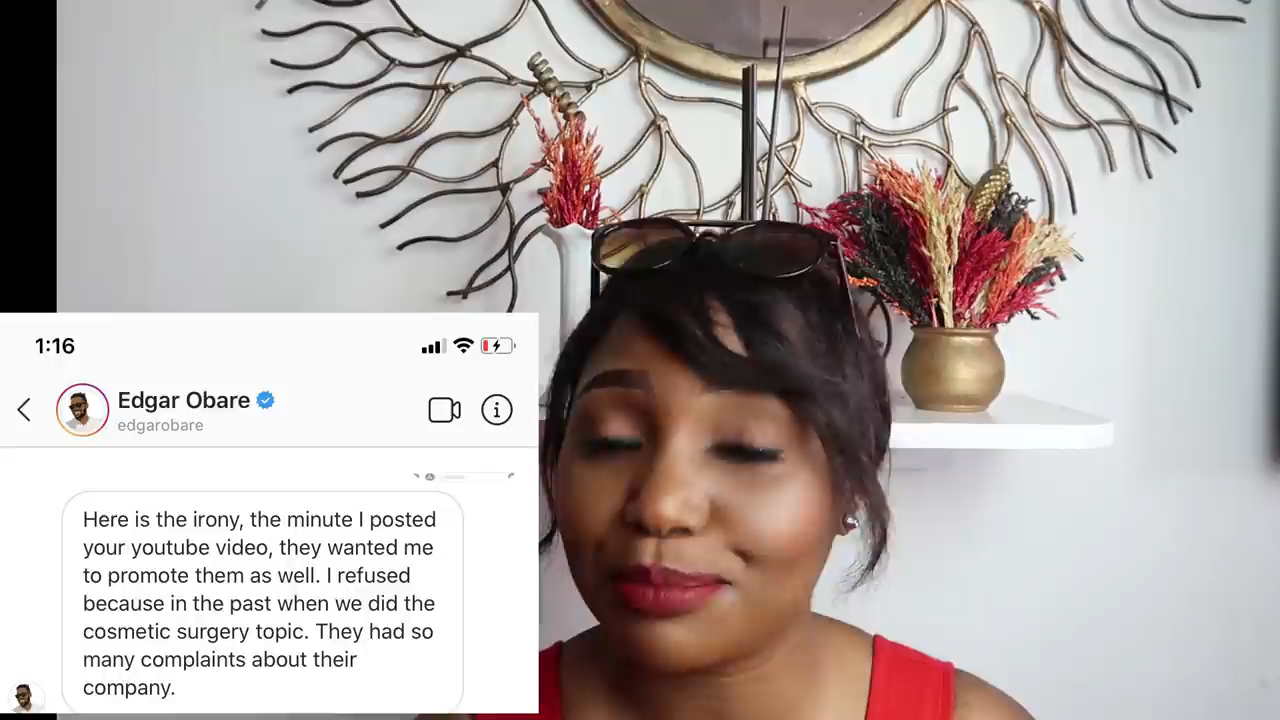 1:16
Edgar Obare
edgarobare
Here is the irony, the minute I posted
your youtube video, they wanted me
to promote them as well. I refused
because in the past when we did the
cosmetic surgery topic. They had so
many complaints about their
company.